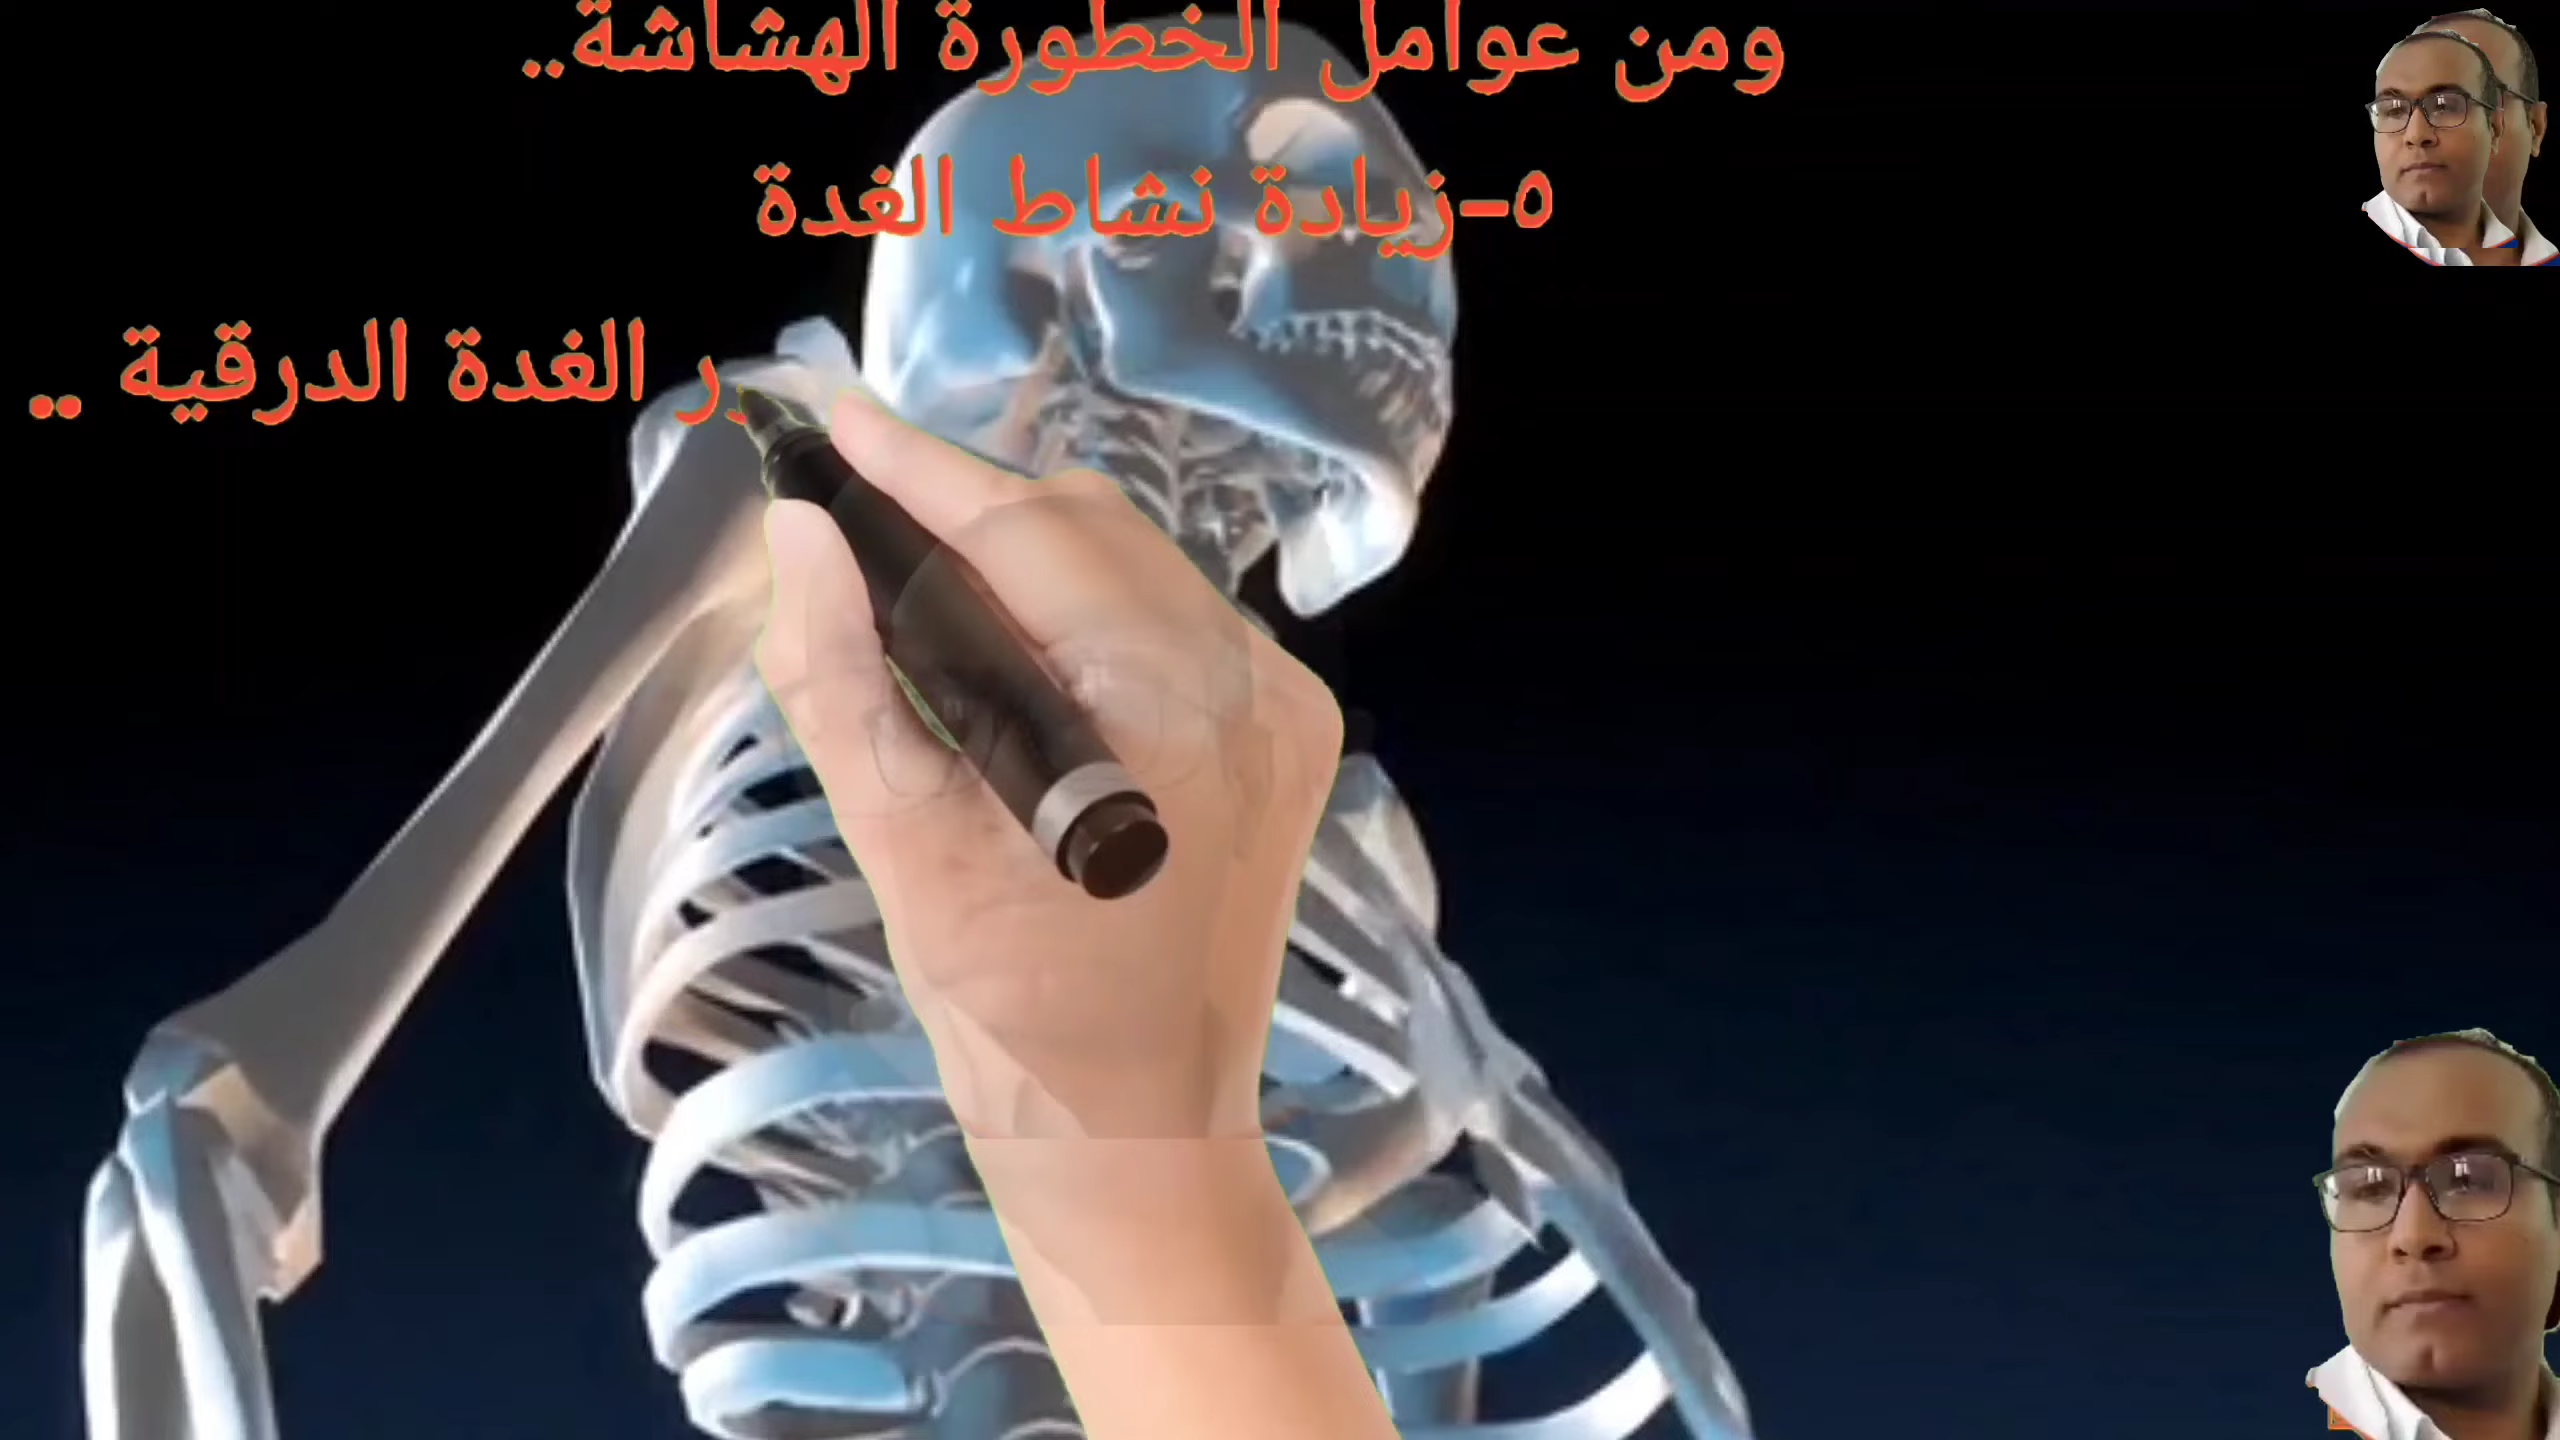 ومن عوامل الخطورة الهشاشة..
٥-زيادة نشاط الغدة
الغدة الدرقية ..